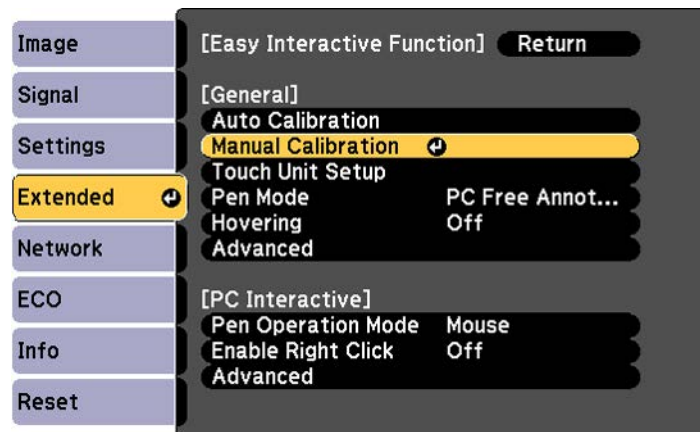 Image
Signal
Settings
Extended
Network
ECO
Info
Reset
[Easy Interactive Function] Return
[General]
Auto Calibration
Manual Calibration
Touch Unit Setup
Pen Mode PC Free Annot...
Hovering Off
Advanced
[PC Interactive]
Pen Operation Mode Mouse
Enable Right Click Off
Advanced